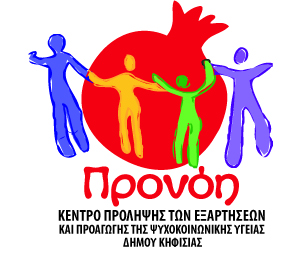 Προνόη
ΚΕΝΤΡΟ ΠΡΟΛΗΨΗΣ ΤΩΝ ΕΞΑΡΤΗΣΕΩΝ
ΚΑΙ ΠΡΟΑΓΩΓΗΣ ΤΗΣ ΨΥΧΟΚΟΙΝΩΝΙΚΗΣ ΥΓΕΙΑΣ
ΔΗΜΟΥ ΚΗΦΙΣΙΑΣ